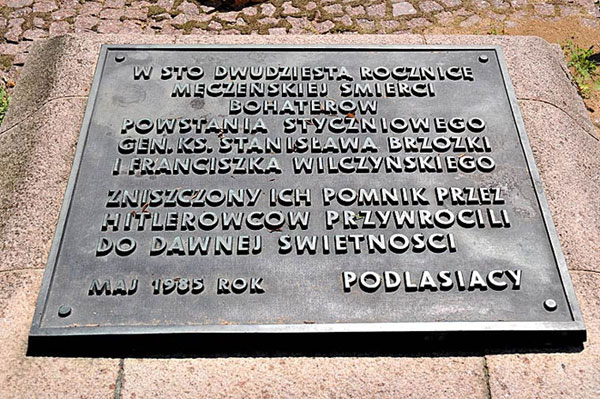 W STO DWUDZIESTĄ ROCZNICĘ
MĘCZEŃSKIEJ ŚMIERCI
BOHATERÓW
POWSTANIA STYCZNIOWEGO
GEN. KS. STANISŁAWA BRZÓZKI
I FRANCISZKA WILCZYŃSKIEGO
ZNISZCZONY ICH POMNIK PRZEZ
HITLEROWCÓW PRZYWRÓCILI
DO DAWNEJ ŚWIETNOŚCI
MAJ 1985 ROK PODLASIACY